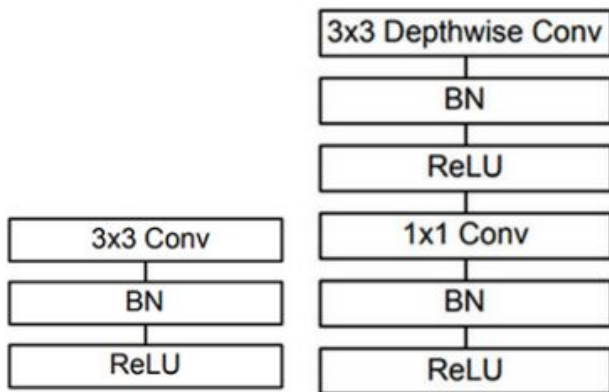 3x3 Conv
BN
ReLU
3x3 Depthwise Conv
BN
ReLU
1x1 Conv
BN
ReLU